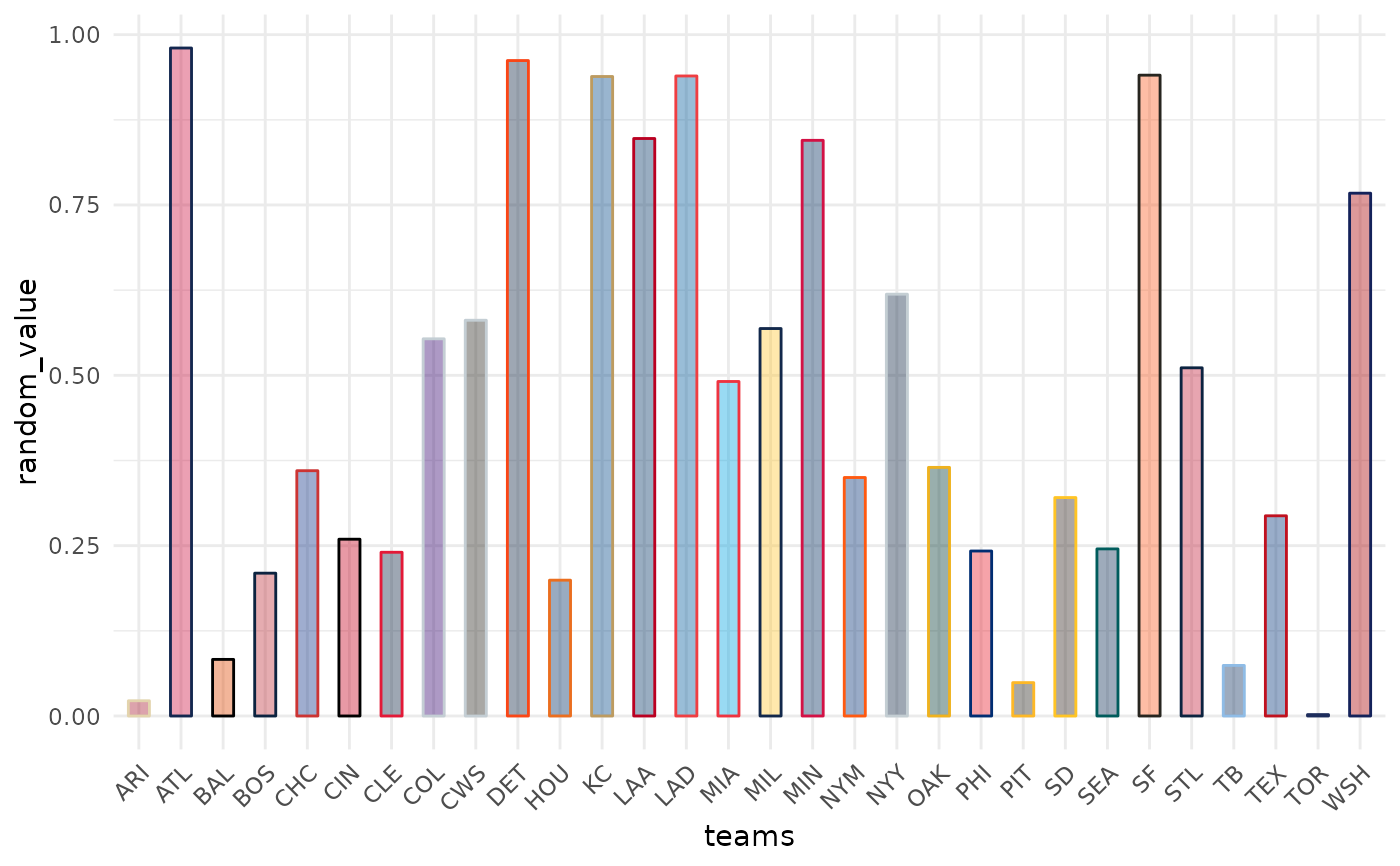 1.00
0.75
0.50
0.25
0.00
random_value
ARI
ATL
BAL
BOS
CHC
CIN
CLE
COL
CWS
DET
HOU
KC
LAA
LAD
MIA
MIL
MIN
NYM
NYY
OAK
PHI
PIT
SD
SEA
SF
STL
TB
TEX
TOR
WSH
teams